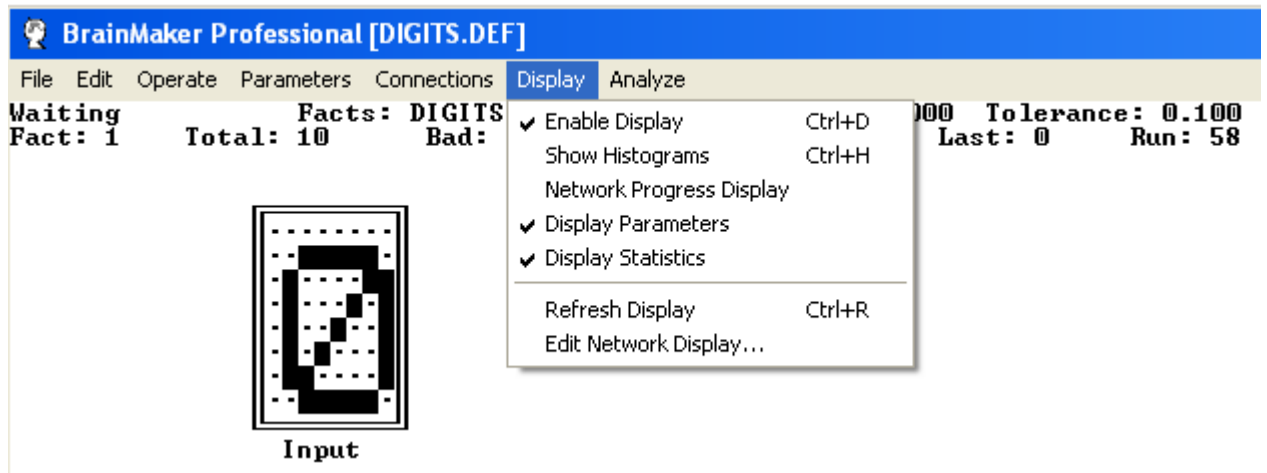 BrainMaker Professional [DIGITS.DEF]
File Edit Operate Parameters Connections Display Analyze
Waiting Facts: DIGITS 000 Tolerance: 0.100
Fact: 1 Total: 10 Bad: Last: 0 Run: 58
Enable Display Ctrl+D
Show Histograms Ctrl+H
Network Progress Display
Display Parameters
Display Statistics
Refresh Display Ctrl+R
Edit Network Display...
Input